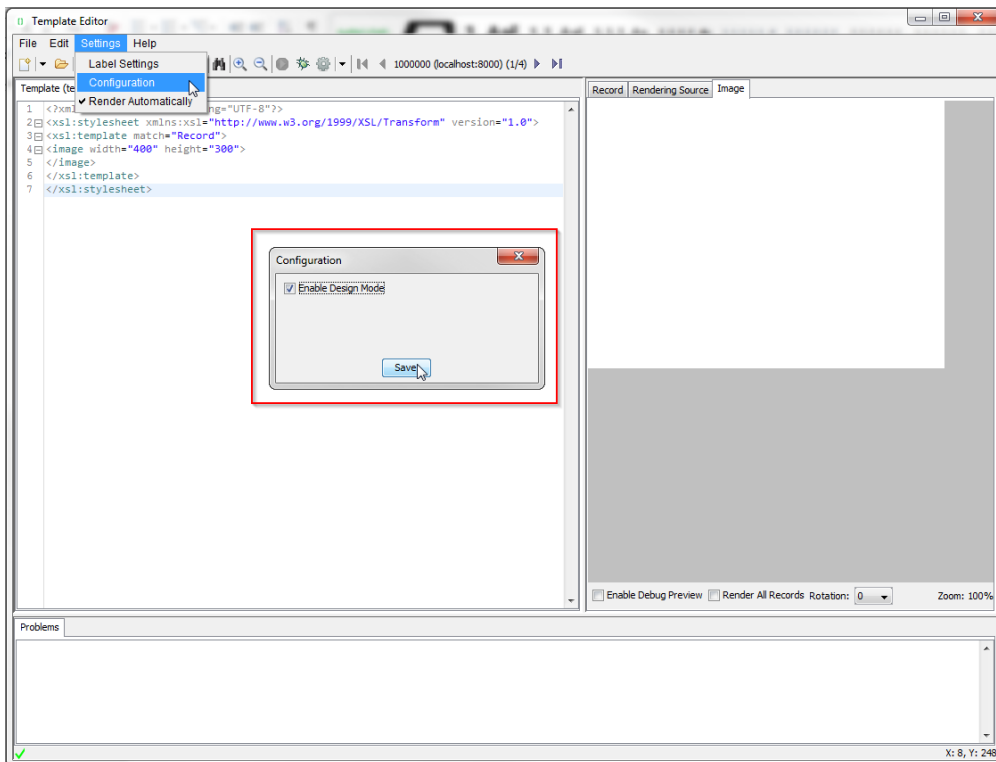 Template Editor
File Edit Settings Help
Label Settings
1000000 (localhost:8000) (1/4)
Configuration
Render Automatically
Template (te
Record Rendering Source Image
1 <?xml ng="UTF-8"?>
2 <xsl:stylesheet xmlns:xsl="http://www.w3.org/1999/XSL/Transform" version="1.0">
3 <xsl:template match="Record">
4 <image width="400" height="300">
5 </image>
6 </xsl:template>
7 </xsl:stylesheet>
Configuration
Enable Design Mode
Save
Enable Debug Preview Render All Records Rotation: 0 Zoom: 100%
Problems
X: 8, Y: 248